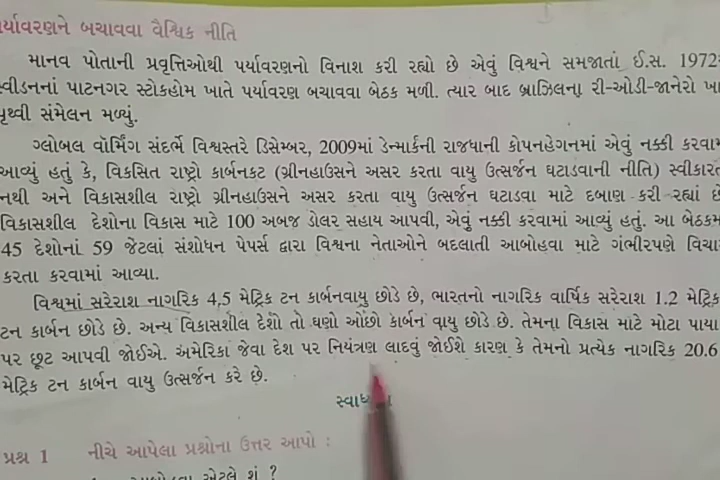 ર્યાવરણને બચાવવા વૈશ્વિક નીતિ
માનવ પોતાની પ્રવૃત્તિઓથી પર્યાવરણનો વિનાશ કરી રહ્યો છે એવું વિશ્વને સમજાતાં ઈ.સ. 1972
સ્વીડનનાં પાટનગર સ્ટોકહોમ ખાતે પર્યાવરણ બચાવવા બેઠક મળી. ત્યાર બાદ બ્રાઝિલના રી-ઓડી-જાનેરો ખા
પૃથ્વી સંમેલન મળ્યું.
ગ્લોબલ વૉર્મિંગ સંદર્ભે વિશ્વસ્તરે ડિસેમ્બર, 2009માં ડેન્માર્કની રાજધાની કોપનહેગનમાં એવું નક્કી કરવામ
આવ્યું હતું કે, વિકસિત રાષ્ટ્રો કાર્બનકટ (ગ્રીનહાઉસને અસર કરતા વાયુ ઉત્સર્જન ઘટાડવાની નીતિ) સ્વીકારત
નથી અને વિકાસશીલ રાષ્ટ્રો ગ્રીનહાઉસને અસર કરતા વાયુ ઉત્સર્જન ઘટાડવા માટે દબાણ કરી રહ્યાં છે
વિકાસશીલ દેશોના વિકાસ માટે 100 અબજ ડોલર સહાય આપવી, એવું નક્કી કરવામાં આવ્યું હતું. આ બેઠકમ
45 દેશોનાં 59 જેટલાં સંશોધન પેપર્સ દ્વારા વિશ્વના નેતાઓને બદલાતી આબોહવા માટે ગંભીરપણે વિચા
કરતા કરવામાં આવ્યા.
વિશ્વમાં સરેરાશ નાગરિક 4.5 મેટ્રિક ટન કાર્બનવાયુ છોડે છે, ભારતનો નાગરિક વાર્ષિક સરેરાશ 1.2 મેટ્રિક
ટન કાર્બન છોડે છે. અન્ય વિકાસશીલ દેશો તો ઘણો ઓછો કાર્બન વાયુ છોડે છે. તેમના વિકાસ માટે મોટા પાયા
પર છૂટ આપવી જોઈએ. અમેરિકા જેવા દેશ પર નિયંત્રણ લાદવું જોઈશે કારણ કે તેમનો પ્રત્યેક નાગરિક 20.6
મેટ્રિક ટન કાર્બન વાયુ ઉત્સર્જન કરે છે.
પ્રશ્ન 1 નીચે આપેલા પ્રશ્નોના ઉત્તર આપો :
આબોહવા એટલે શું ?